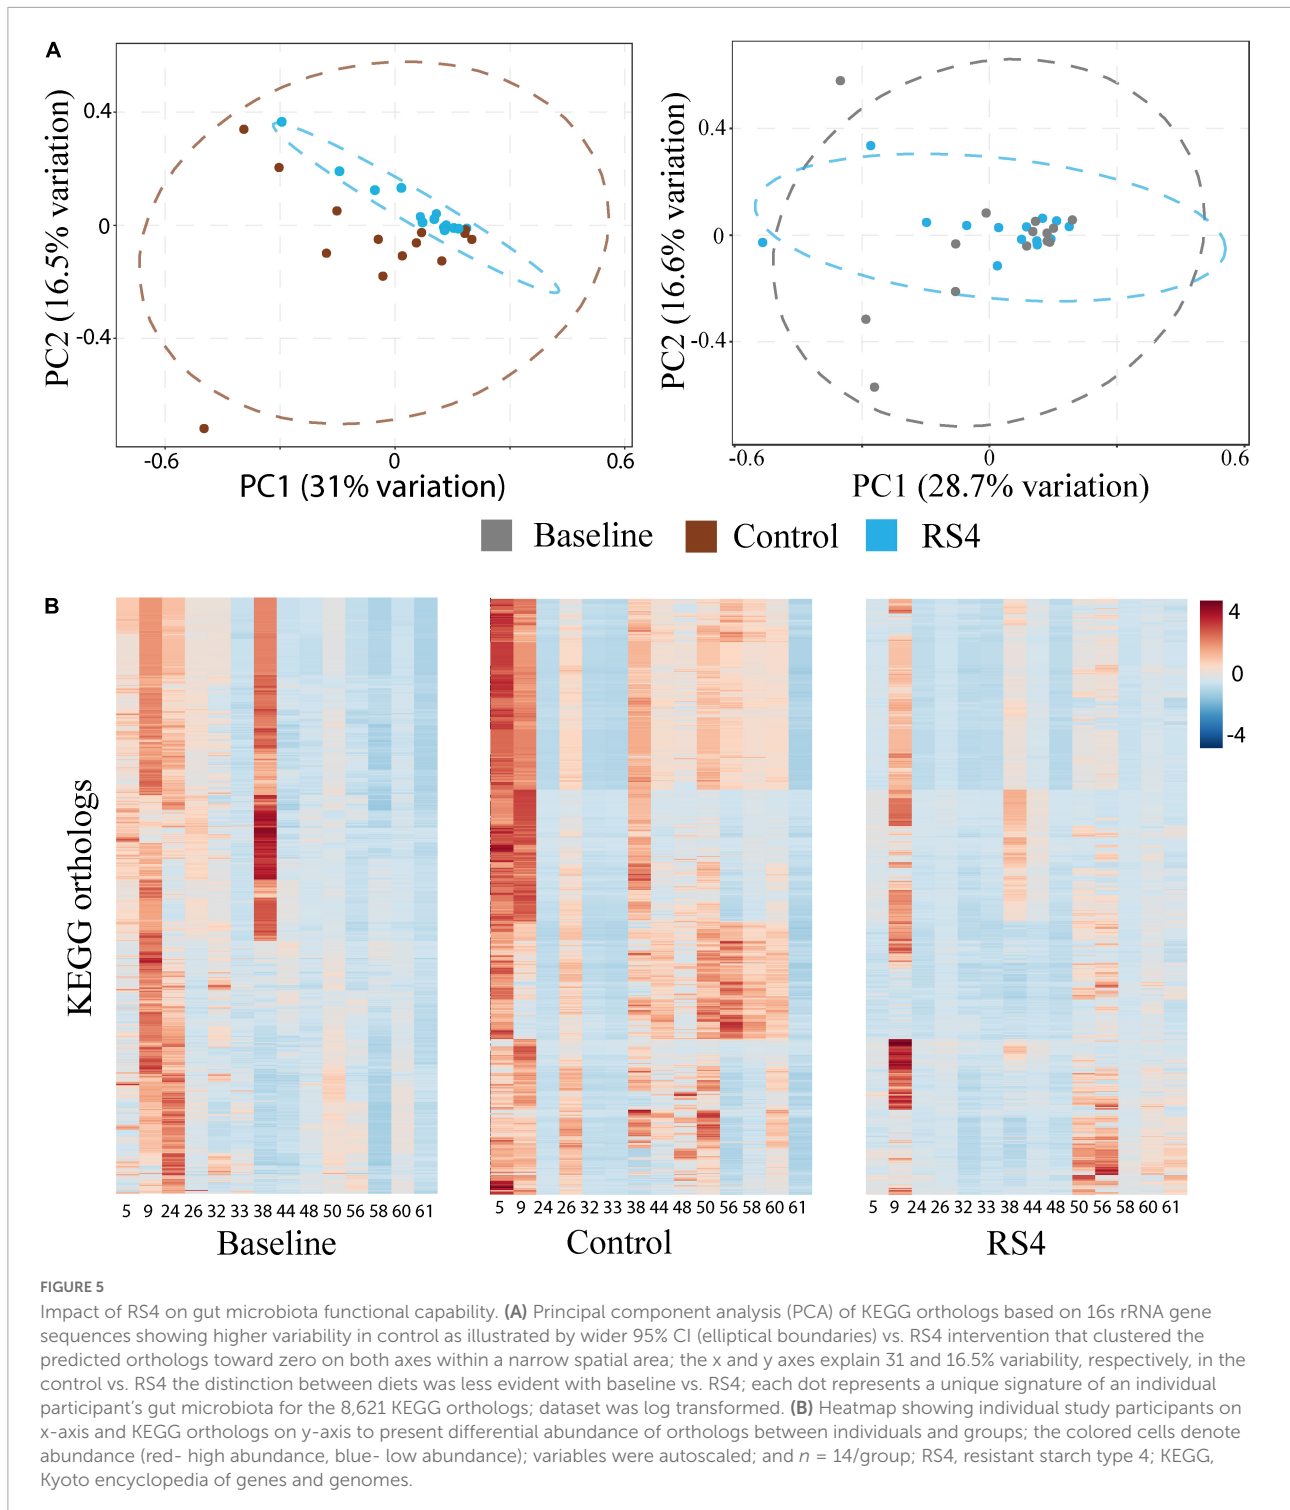 A
PC2 (16.5% variation)
0.4
0
-0.4
-0.6
0
0.6
PC1 (31% variation)
PC2 (16.6% variation)
0.4
0
-0.4
-0.6
0
0.6
PC1 (28.7% variation)
Baseline Control RS4
B
KEGG orthologs
5 9 24 26 32 33 38 44 48 50 56 58 60 61
Baseline
5 9 24 26 32 33 38 44 48 50 56 58 60 61
Control
5 9 24 26 32 33 38 44 48 50 56 58 60 61
RS4
4
0
-4
FIGURE 5
Impact of RS4 on gut microbiota functional capability. (A) Principal component analysis (PCA) of KEGG orthologs based on 16s rRNA gene
sequences showing higher variability in control as illustrated by wider 95% CI (elliptical boundaries) vs. RS4 intervention that clustered the
predicted orthologs toward zero on both axes within a narrow spatial area; the x and y axes explain 31 and 16.5% variability, respectively, in the
control vs. RS4 the distinction between diets was less evident with baseline vs. RS4; each dot represents a unique signature of an individual
participant's gut microbiota for the 8,621 KEGG orthologs; dataset was log transformed. (B) Heatmap showing individual study participants on
x-axis and KEGG orthologs on y-axis to present differential abundance of orthologs between individuals and groups; the colored cells denote
abundance (red- high abundance, blue- low abundance); variables were autoscaled; and n = 14/group; RS4, resistant starch type 4; KEGG,
Kyoto encyclopedia of genes and genomes.